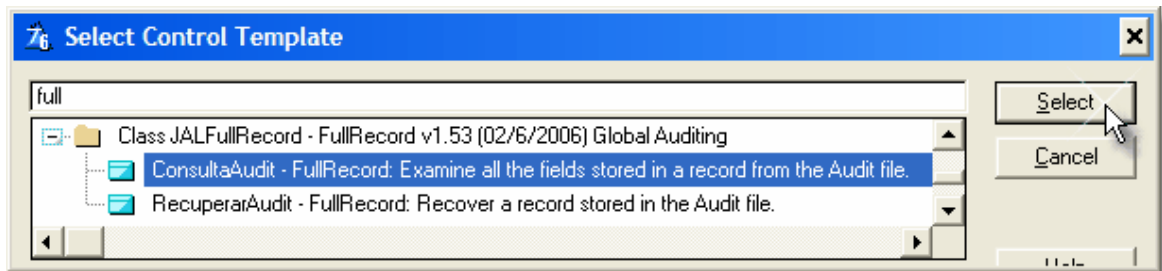 Select Control Template
full
Select
Class JALFullRecord - FullRecord v1.53 (02/6/2006) Global Auditing
ConsultaAudit - FullRecord: Examine all the fields stored in a record from the Audit file.
Cancel
RecuperarAudit - FullRecord: Recover a record stored in the Audit file.